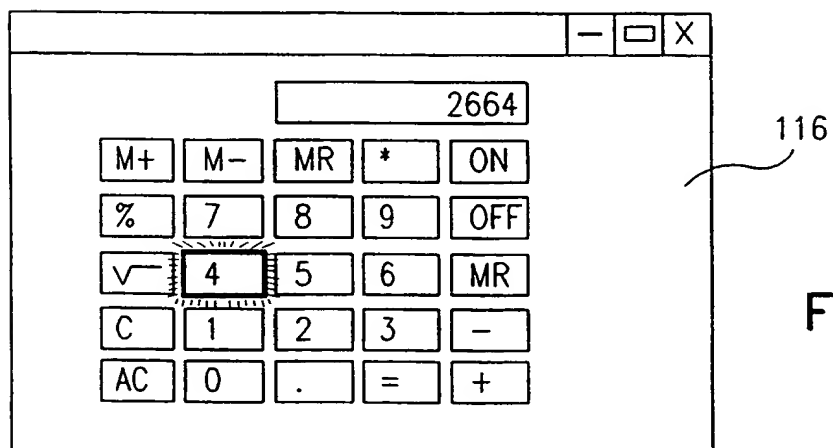 X
2664
M+ M- MR * ON
116
% 7 8 9 OFF
√ 4 5 6 MR
F
C 1 2 3 -
AC 0 . = +